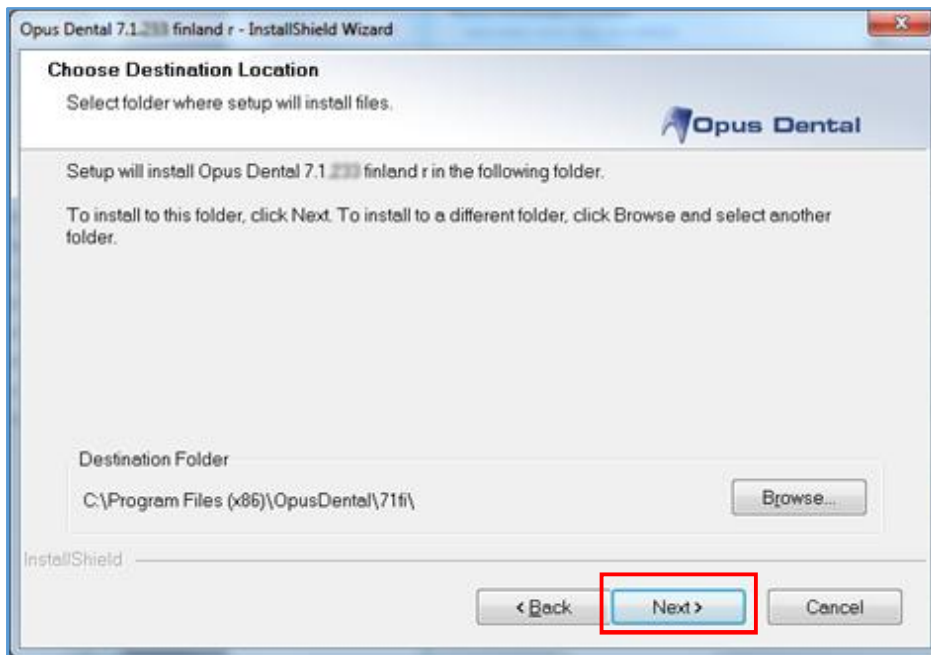 Opus Dental 7.1 finland r - InstallShield Wizard
Choose Destination Location
Select folder where setup will install files.
Opus Dental
Setup will install Opus Dental 7.1 finland r in the following folder.
To install to this folder, click Next. To install to a different folder, click Browse and select another
folder.
Destination Folder
C:\Program Files (x86)\OpusDental\71fi\
Browse...
InstallShield
< Back
Next >
Cancel